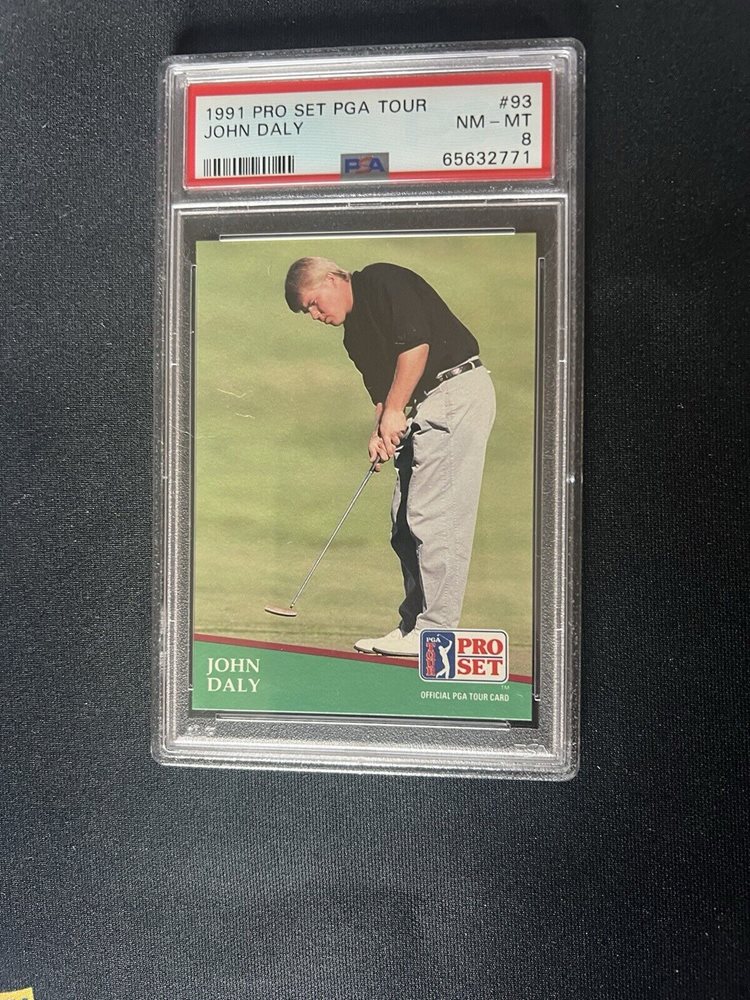 1991 PRO SET PGA TOUR #93
JOHN DALY NM - MT
8
PSA 65632771
PGA TOUR PRO SET
JOHN DALY
TM
OFFICIAL PGA TOUR CARD